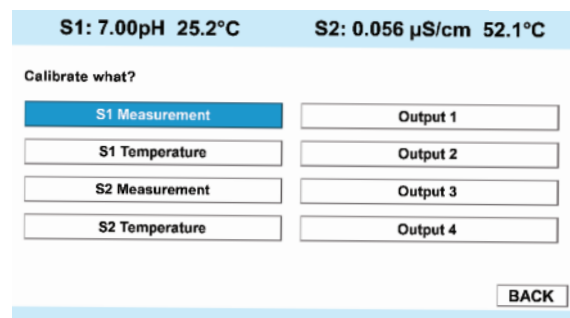 S1: 7.00pH 25.2°C S2: 0.056 µS/cm 52.1°C
Calibrate what?
S1 Measurement
S1 Temperature
S2 Measurement
S2 Temperature
Output 1
Output 2
Output 3
Output 4
BACK